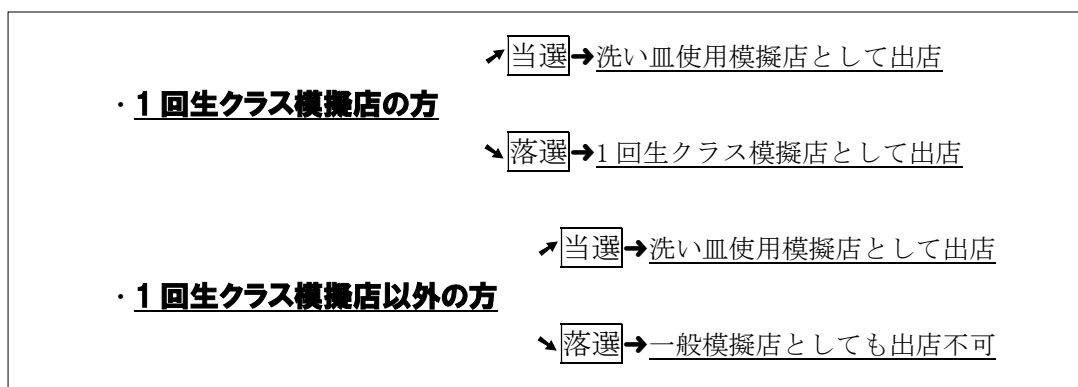 ➚当選➜洗い皿使用模擬店として出店
・1 回生クラス模擬店の方
➘落選➜1 回生クラス模擬店として出店
➚当選➜洗い皿使用模擬店として出店
・1 回生クラス模擬店以外の方
➘落選➜一般模擬店としても出店不可